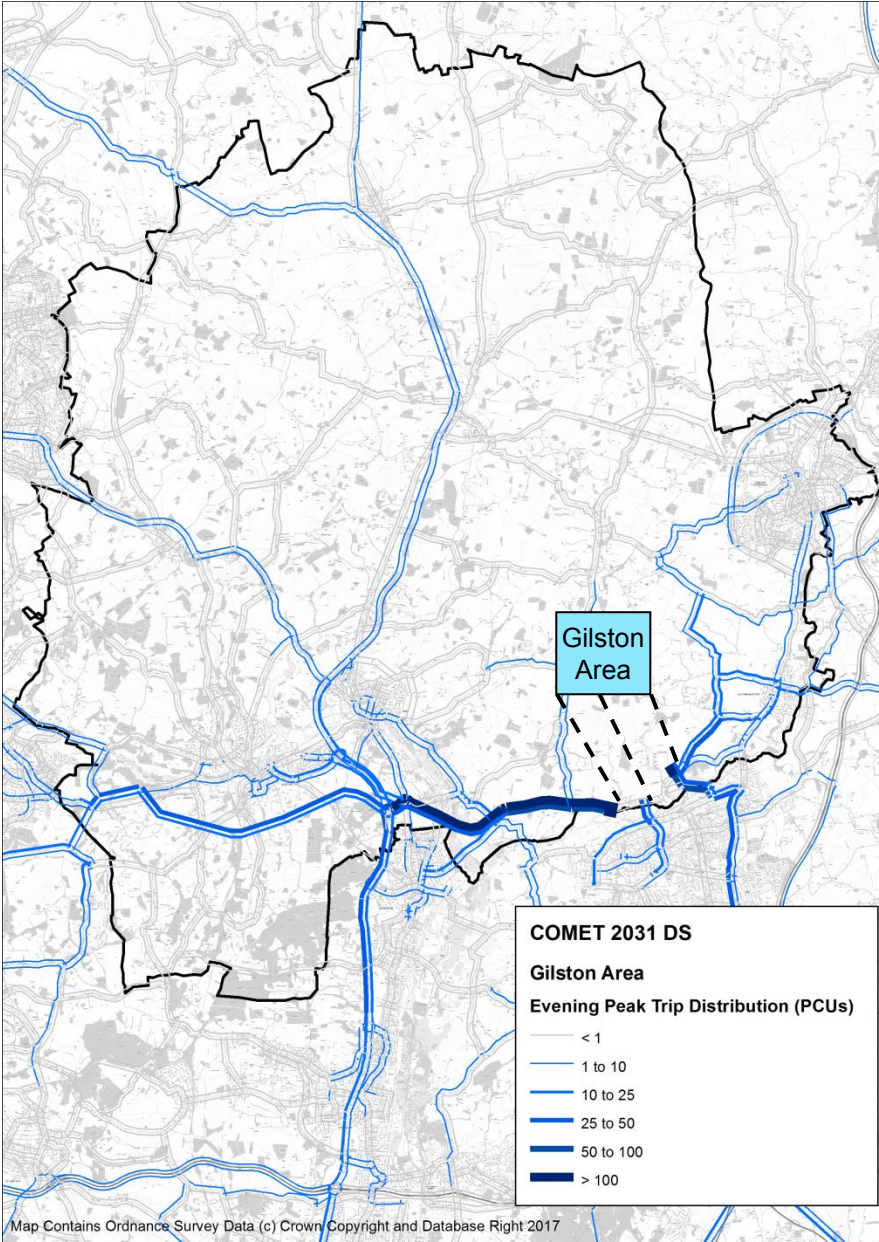 Gilston
Area
COMET 2031 DS
Gilston Area
Evening Peak Trip Distribution (PCUs)
< 1
1 to 10
10 to 25
25 to 50
50 to 100
> 100
Map Contains Ordnance Survey Data (c) Crown Copyright and Database Right 2017